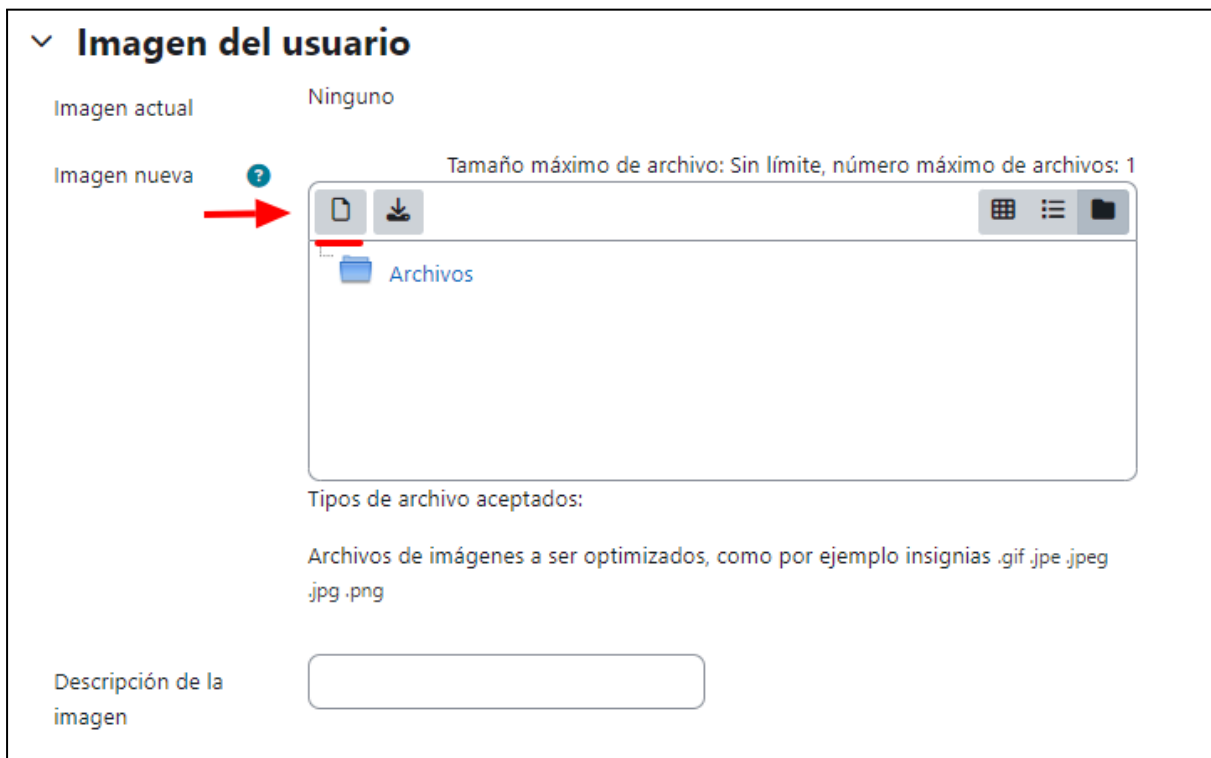 Imagen del usuario
Imagen actual
Ninguno
Imagen nueva
?
Tamaño máximo de archivo: Sin límite, número máximo de archivos: 1
Archivos
Tipos de archivo aceptados:
Archivos de imágenes a ser optimizados, como por ejemplo insignias .gif .jpe .jpeg
.jpg .png
Descripción de la
imagen